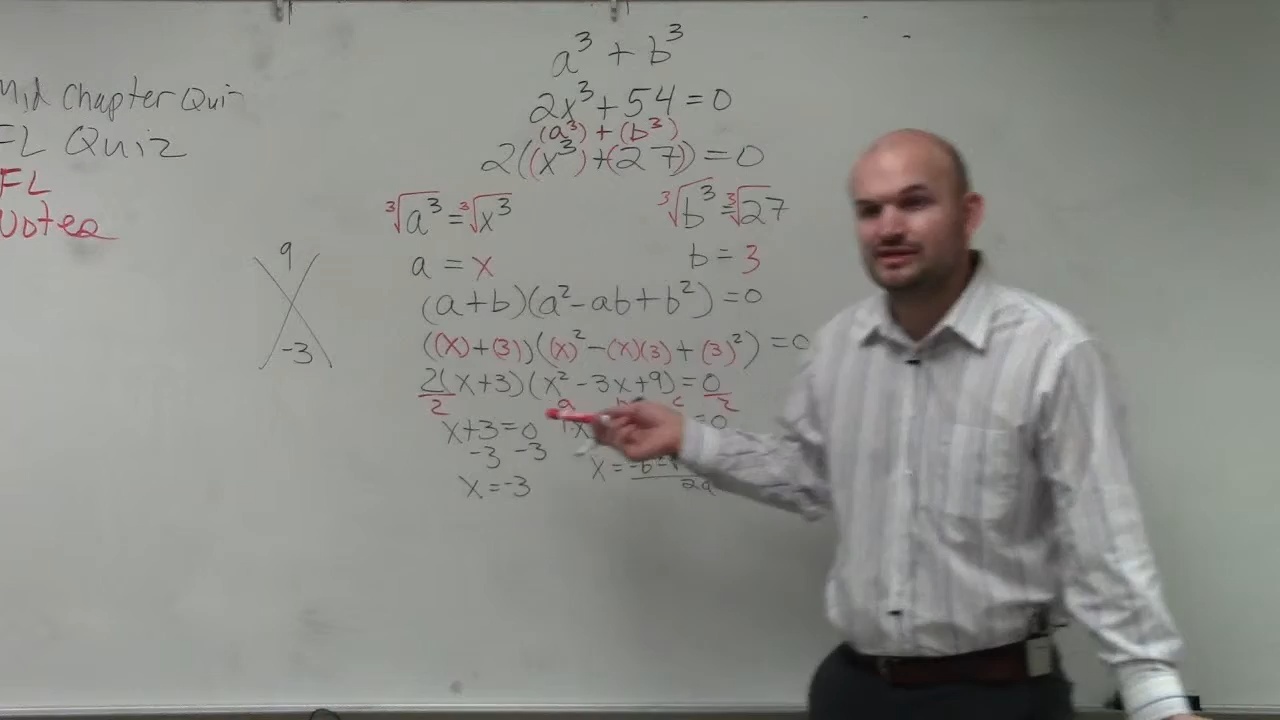 Mid Chapter Quiz
FL Quiz
FL
Notes
9
-3
a³ + b³
2x³ + 54 = 0
(a³) + (b³)
2((x³) + (27)) = 0
∛a³ = ∛x³
∛b³ = ∛27
a = x
b = 3
(a+b)(a² - ab + b²) = 0
((x) + (3))((x)² - (x)(3) + (3)²) = 0
2(x+3)(x² - 3x + 9) = 0
2 a c 2
x + 3 = 0 = 0
-3 -3
x = -3
x = -b
2a